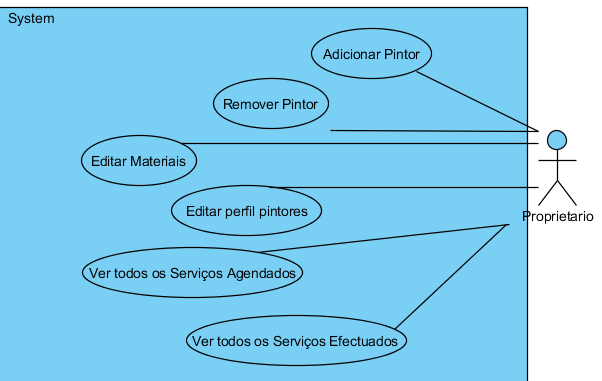 System
Adicionar Pintor
Remover Pintor
Editar Materiais
Editar perfil pintores
Proprietario
Ver todos os Serviços Agendados
Ver todos os Serviços Efectuados